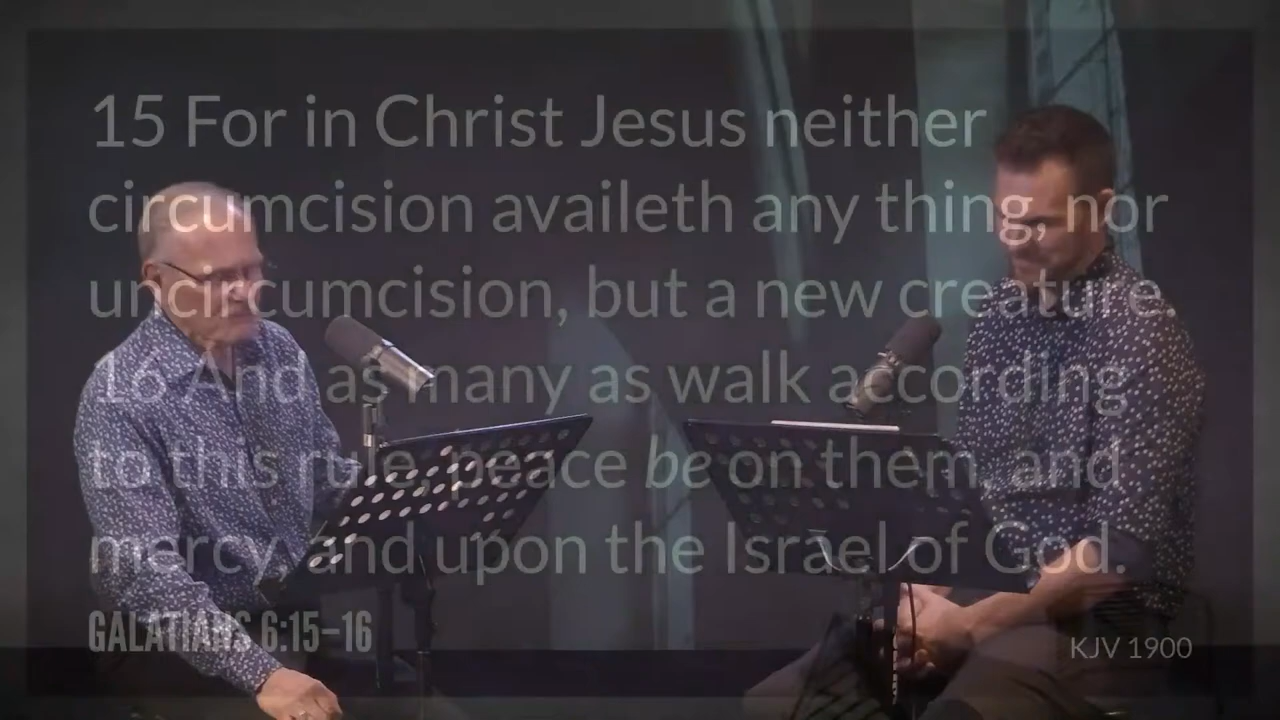 15 For in Christ Jesus neither
circumcision availeth any thing, nor
uncircumcision, but a new creature.
16 And as many as walk according
to this rule, peace be on them, and
mercy, and upon the Israel of God.
GALATIANS 6:15–16
KJV 1900